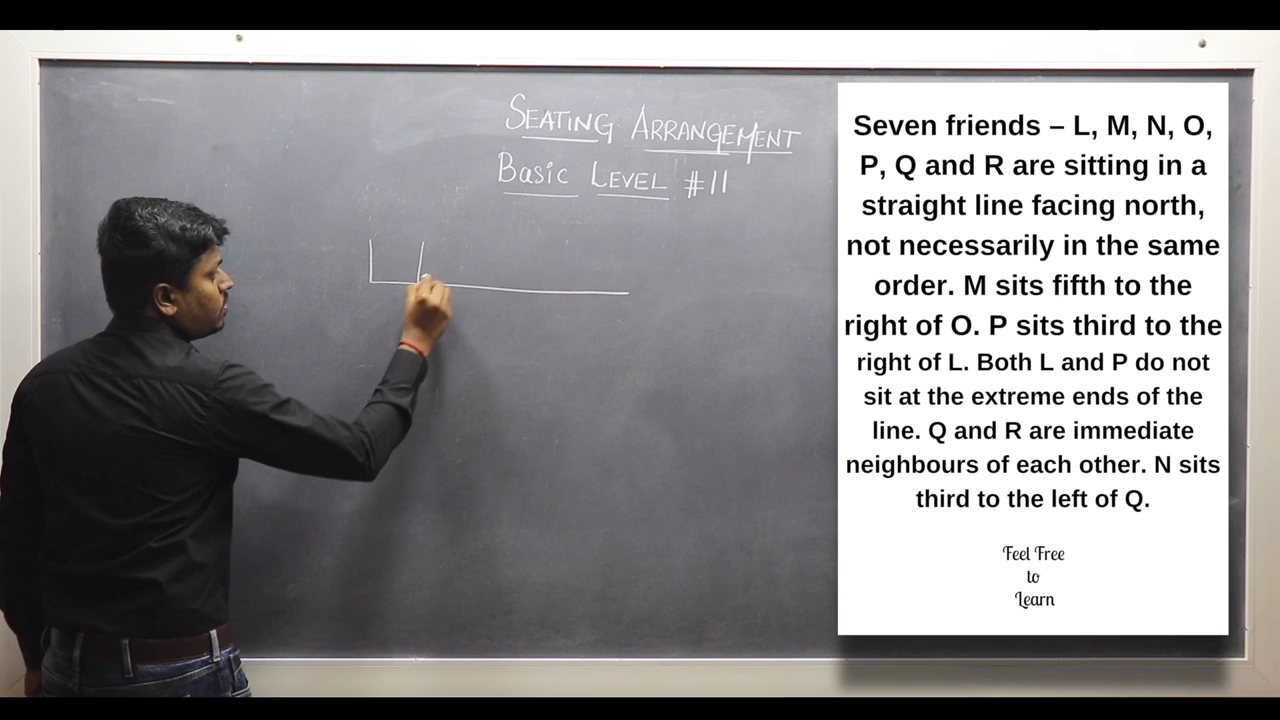 SEATING ARRANGEMENT
Basic LEVEL #11
Seven friends – L, M, N, O,
P, Q and R are sitting in a
straight line facing north,
not necessarily in the same
order. M sits fifth to the
right of O. P sits third to the
right of L. Both L and P do not
sit at the extreme ends of the
line. Q and R are immediate
neighbours of each other. N sits
third to the left of Q.
Feel Free
to
Learn